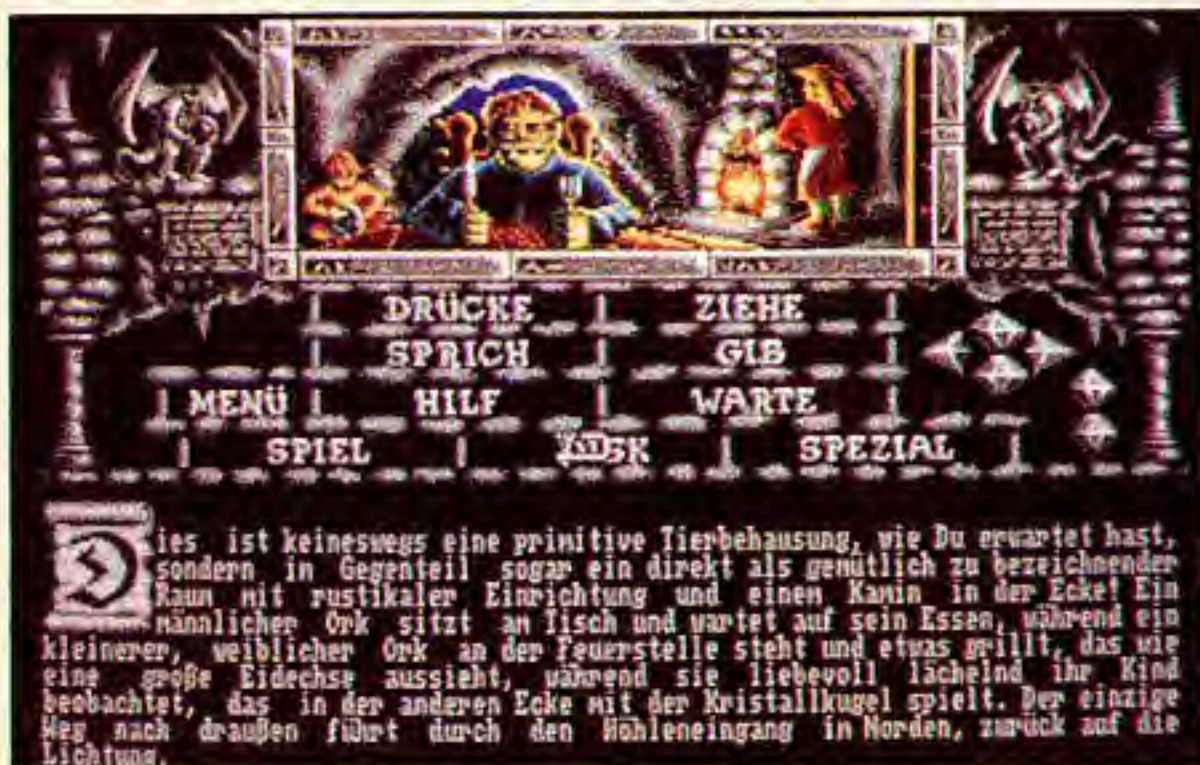 DRÜCKE ZIEHE
SPRICH GIB
MENÜ HILF WARTE
SPIEL SPEZIAL
Dies ist keineswegs eine primitive Tierbehausung, wie Du erwartet hast,
sondern im Gegenteil sogar ein direkt als gemütlich zu bezeichnender
Raum mit rustikaler Einrichtung und einem Kamin in der Ecke! Ein
männlicher Ork sitzt am Tisch und wartet auf sein Essen, während ein
kleinerer, weiblicher Ork an der Feuerstelle steht und etwas grillt, das wie
eine große Eidechse aussieht, während sie liebevoll lächelnd ihr Kind
beobachtet, das in der anderen Ecke mit der Kristallkugel spielt. Der einzige
Weg nach draußen führt durch den Höhleneingang im Norden, zurück auf die
Lichtung.